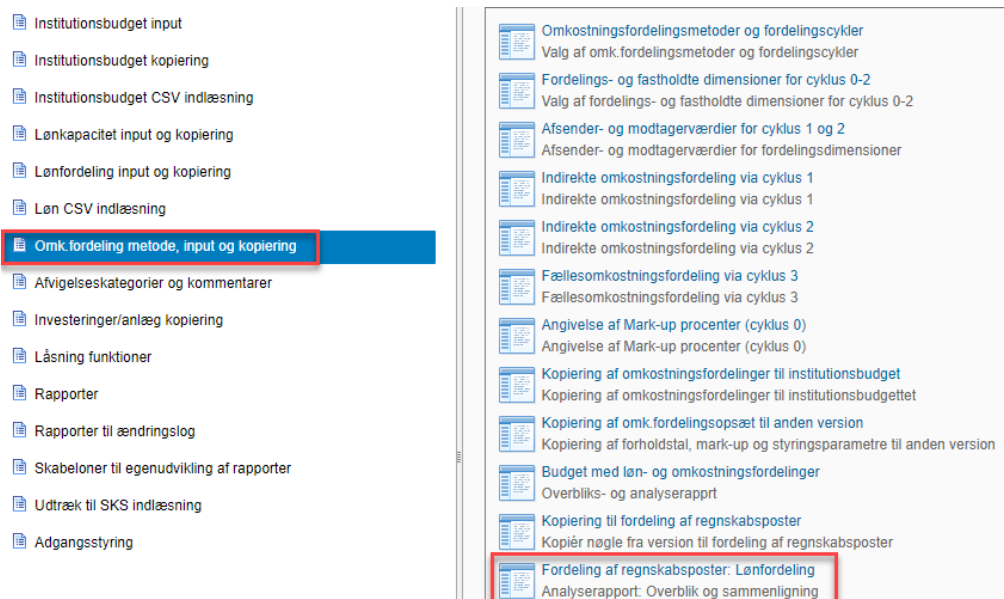 Institutionsbudget input
Institutionsbudget kopiering
Institutionsbudget CSV indlæsning
Lønkapacitet input og kopiering
Lønfordeling input og kopiering
Løn CSV indlæsning
Omk.fordeling metode, input og kopiering
Afvigelseskategorier og kommentarer
Investeringer/anlæg kopiering
Låsning funktioner
Rapporter
Rapporter til ændringslog
Skabeloner til egenudvikling af rapporter
Udtræk til SKS indlæsning
Adgangsstyring
Omkostningsfordelingsmetoder og fordelingscykler
Valg af omk.fordelingsmetoder og fordelingscykler
Fordelings- og fastholdte dimensioner for cyklus 0-2
Valg af fordelings- og fastholdte dimensioner for cyklus 0-2
Afsender- og modtagerværdier for cyklus 1 og 2
Afsender- og modtagerværdier for fordelingsdimensioner
Indirekte omkostningsfordeling via cyklus 1
Indirekte omkostningsfordeling via cyklus 1
Indirekte omkostningsfordeling via cyklus 2
Indirekte omkostningsfordeling via cyklus 2
Fællesomkostningsfordeling via cyklus 3
Fællesomkostningsfordeling via cyklus 3
Angivelse af Mark-up procenter (cyklus 0)
Angivelse af Mark-up procenter (cyklus 0)
Kopiering af omkostningsfordelinger til institutionsbudget
Kopiering af omkostningsfordelinger til institutionsbudgettet
Kopiering af omk.fordelingsopsæt til anden version
Kopiering af forholdstal, mark-up og styringsparametre til anden version
Budget med løn- og omkostningsfordelinger
Overbliks- og analyserapprt
Kopiering til fordeling af regnskabsposter
Kopiér nøgle fra version til fordeling af regnskabsposter
Fordeling af regnskabsposter: Lønfordeling
Analyserapport: Overblik og sammenligning